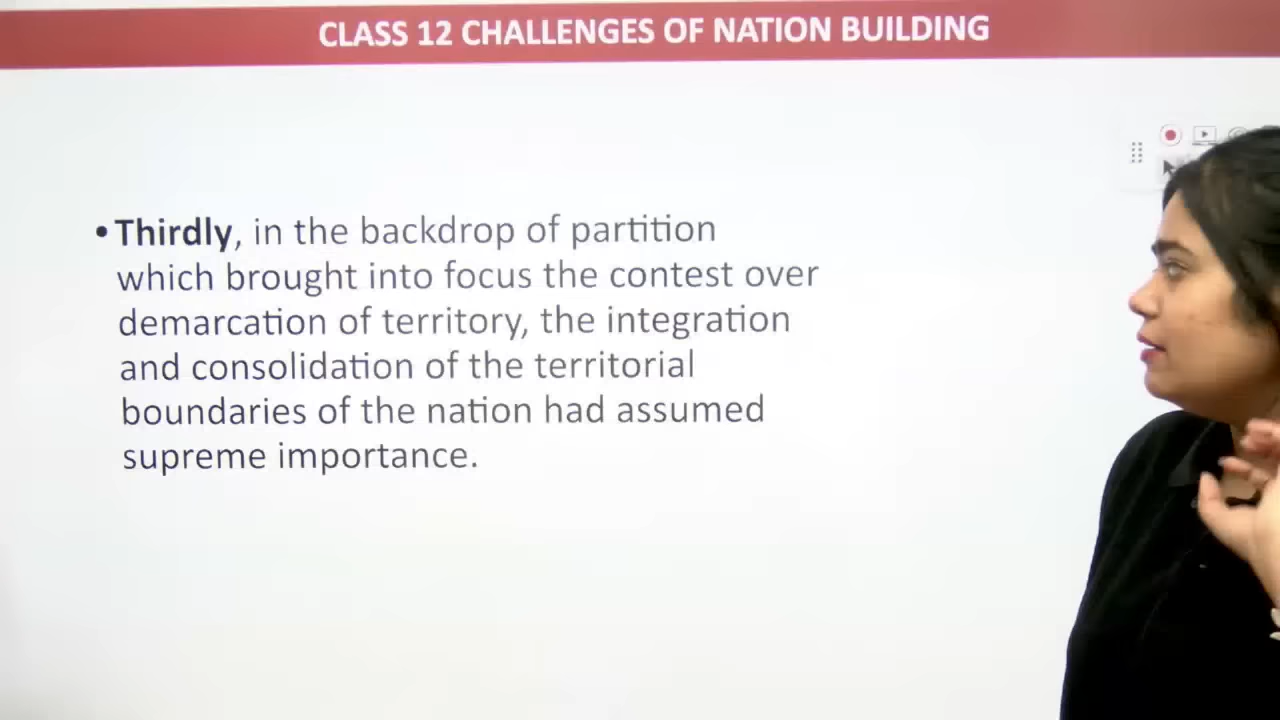 CLASS 12 CHALLENGES OF NATION BUILDING
• Thirdly, in the backdrop of partition
which brought into focus the contest over
demarcation of territory, the integration
and consolidation of the territorial
boundaries of the nation had assumed
supreme importance.